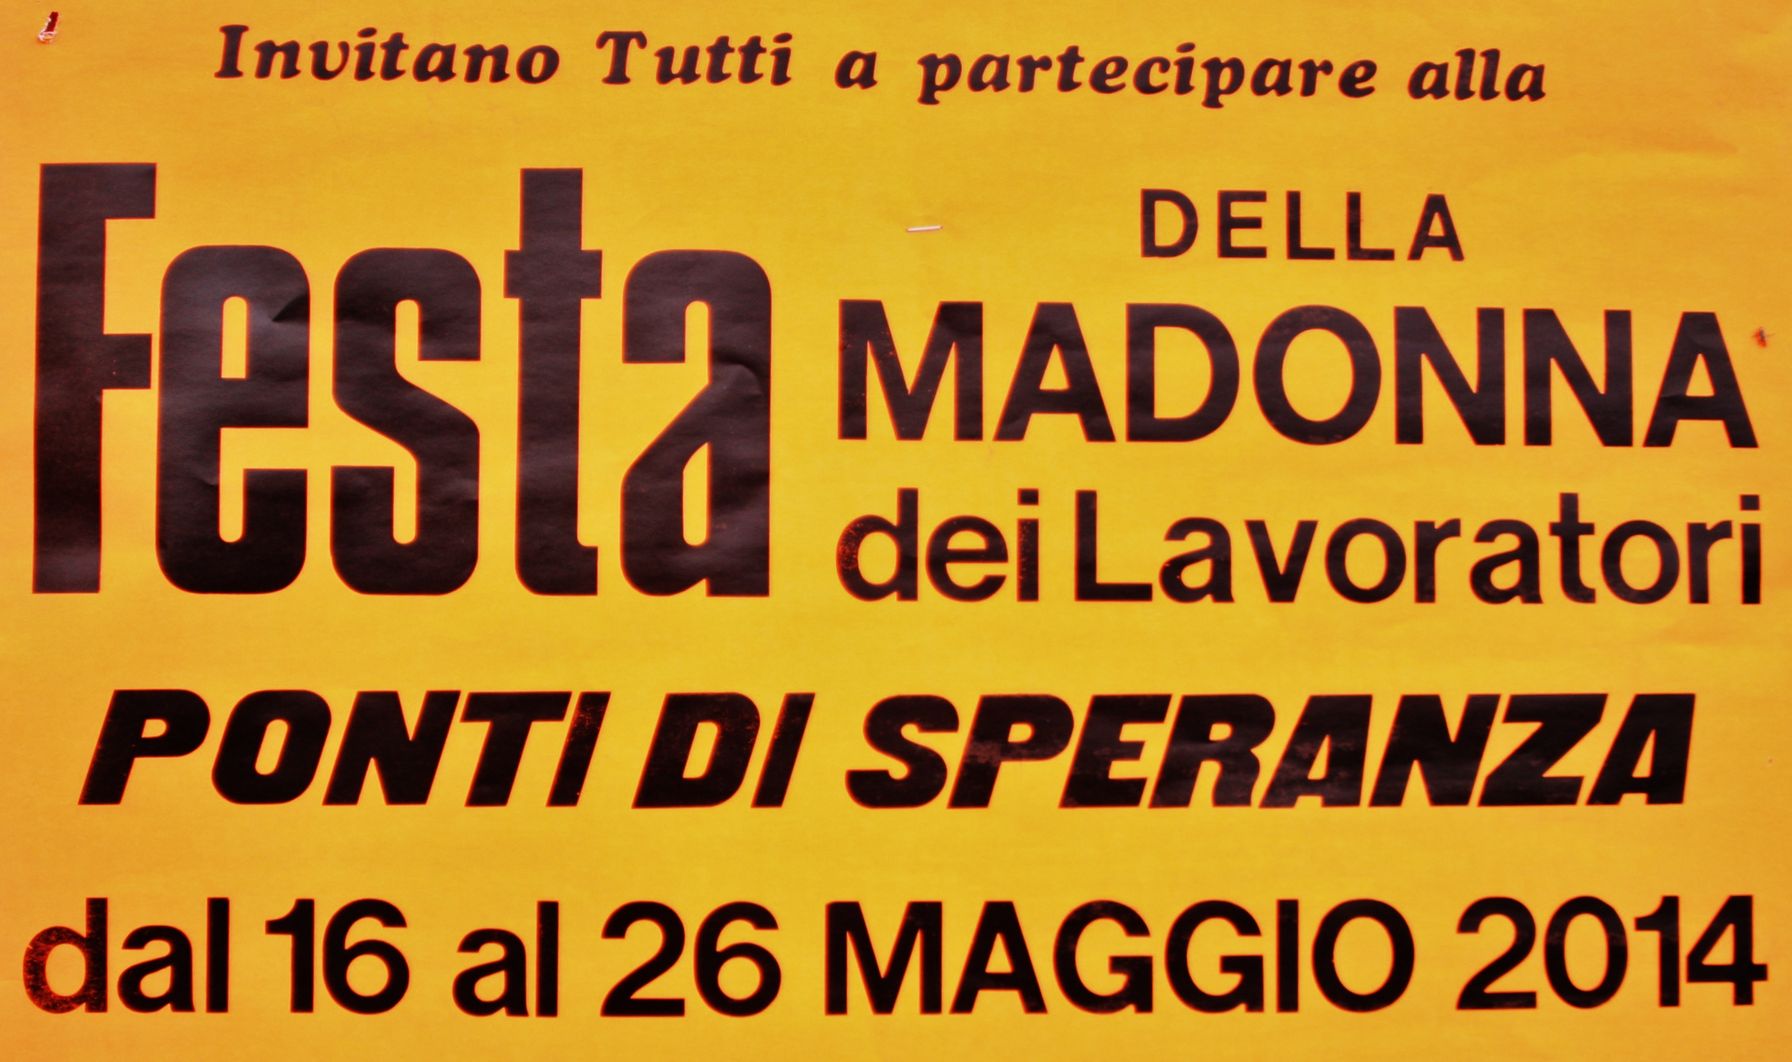 Invitano Tutti a partecipare alla
Festa
DELLA
MADONNA
dei Lavoratori
PONTI DI SPERANZA
dal 16 al 26 MAGGIO 2014